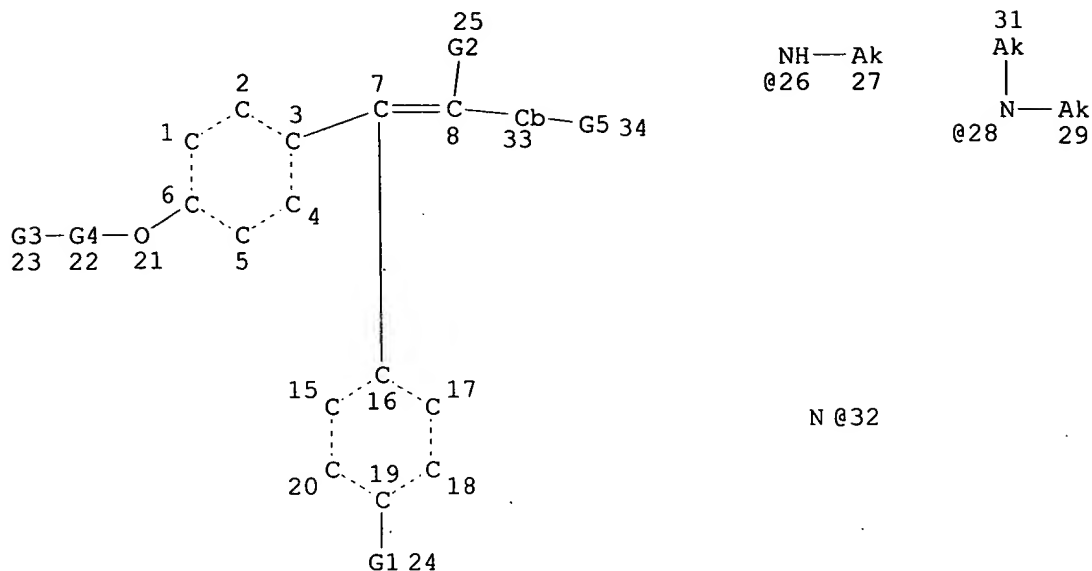 25
G2
31
Ak
NH Ak
@26 27
7
2
C
C C Cb G5 34
8 33
3
1
C
C
N Ak
@28 29
6
C
C 4
G3 G4 O
23 22 21
C
5
C
15 16 17
C C
N @32
C 19 C
20 C 18
G1 24